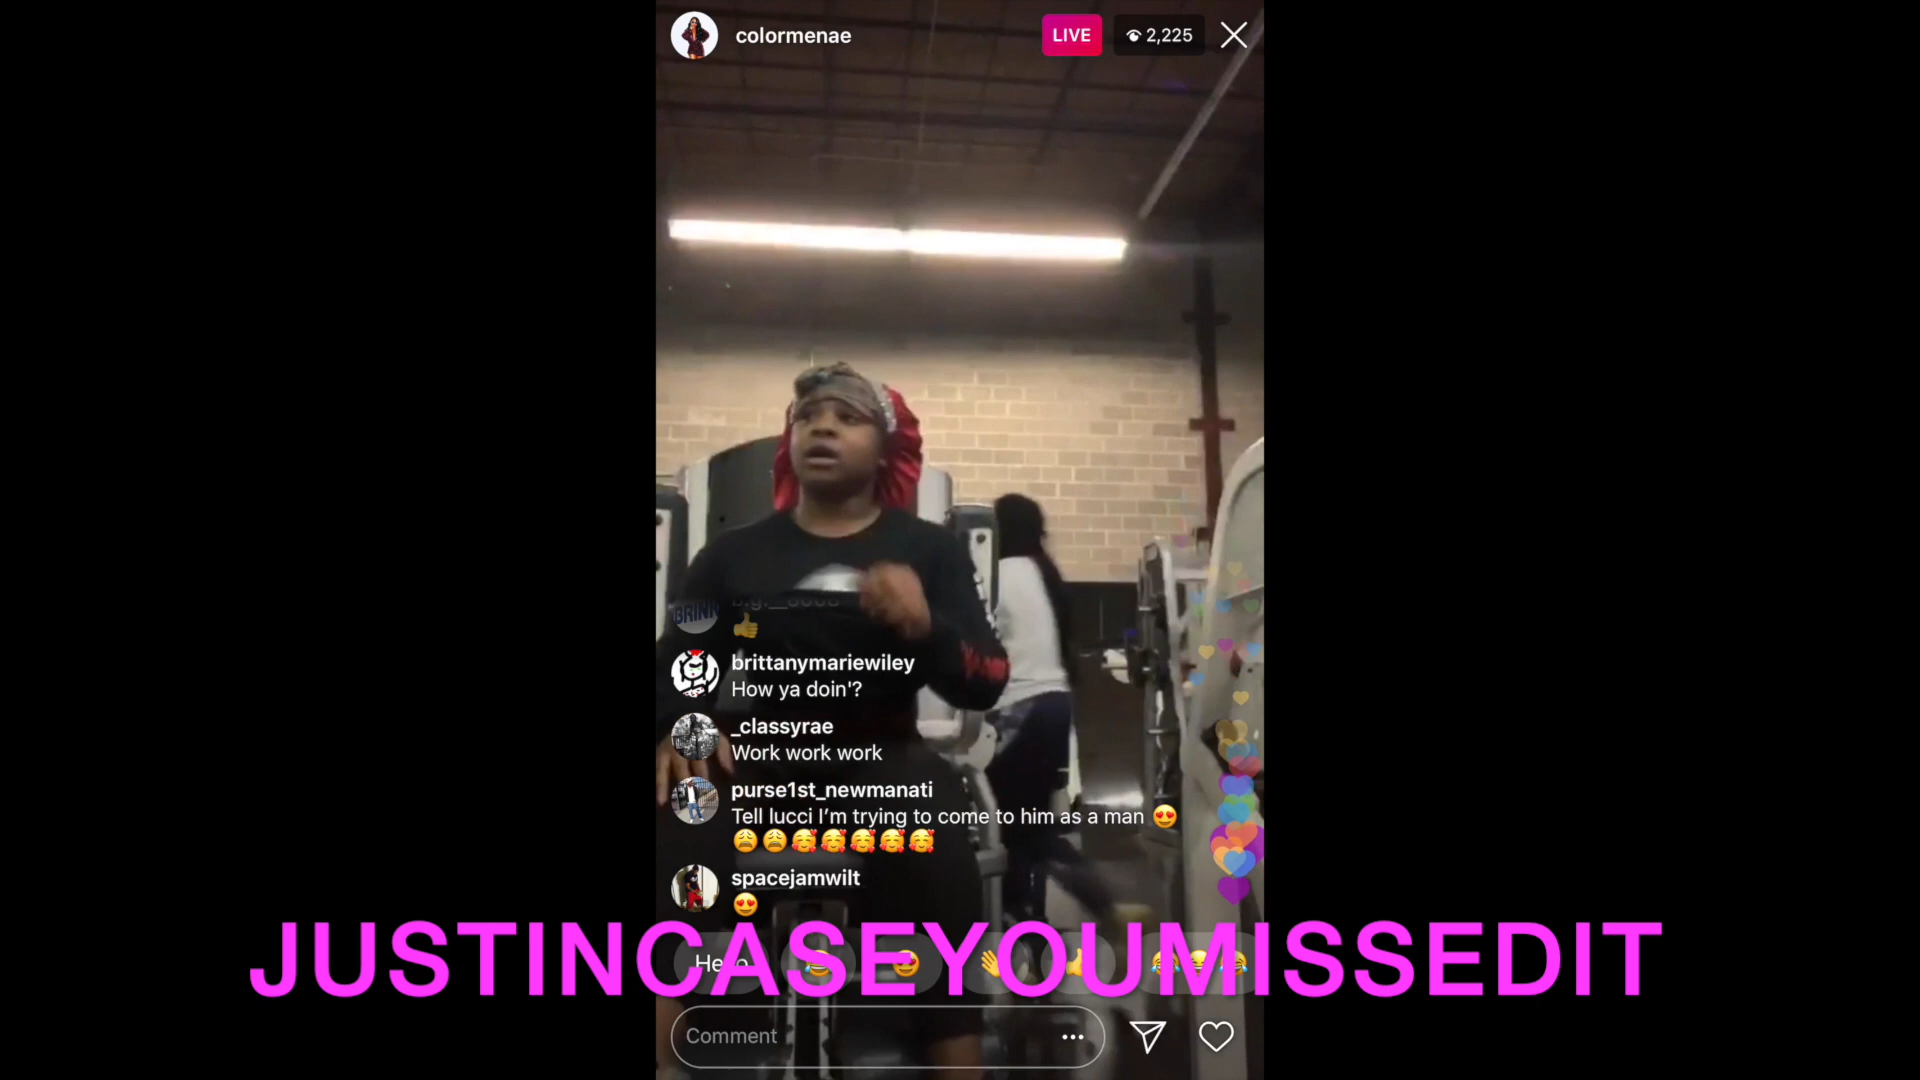 colormenae
LIVE
2,225
BRINK
👍
brittanymariewiley
How ya doin'?
_classyrae
Work work work
purse1st_newmanati
Tell lucci I’m trying to come to him as a man 😍
😩😩🥰🥰🥰🥰🥰
spacejamwilt
😍
JUSTINCASEYOUMISSEDIT
Comment